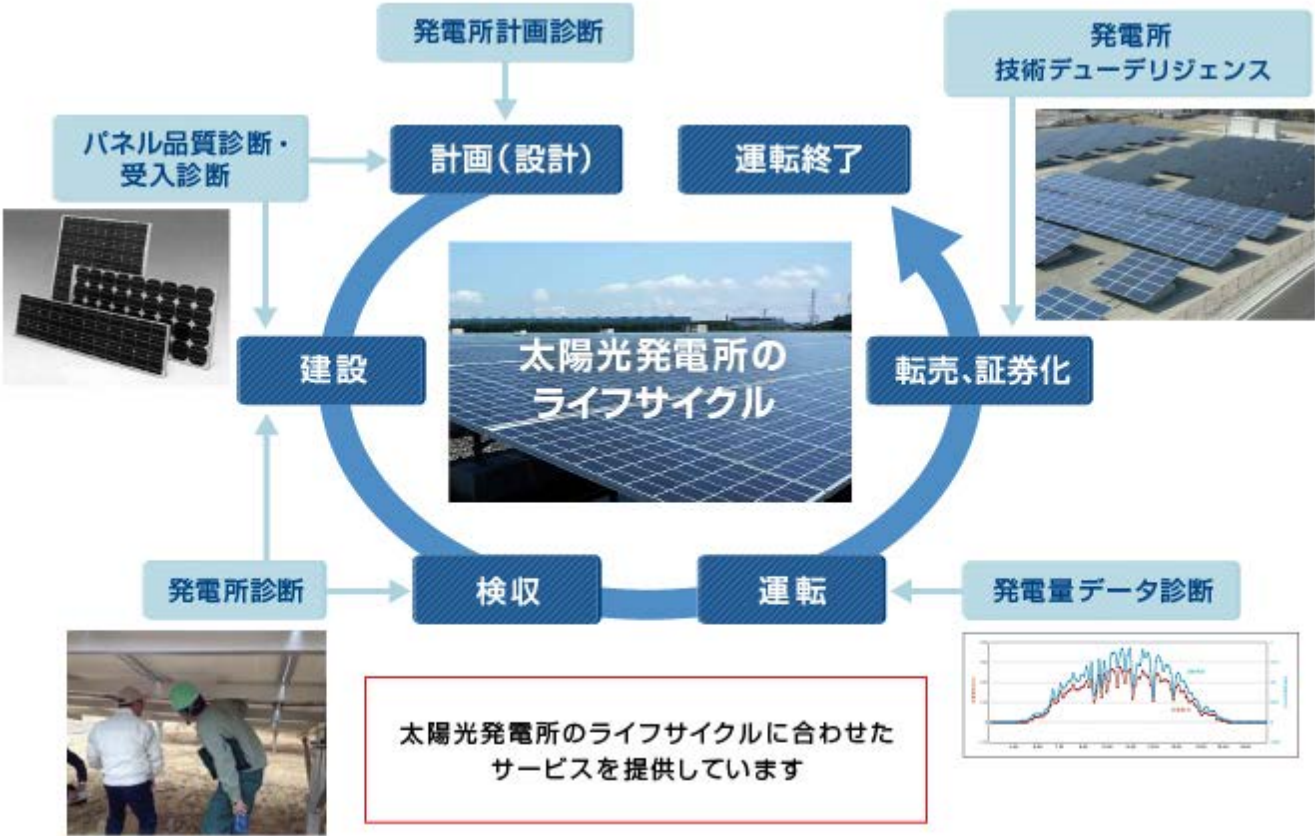 発電所計画診断
発電所
技術デューデリジェンス
パネル品質診断・
受入診断
計画(設計)
運転終了
太陽光発電所の
ライフサイクル
建設
転売、証券化
発電所診断
検収
運転
発電量データ診断
太陽光発電所のライフサイクルに合わせた
サービスを提供しています